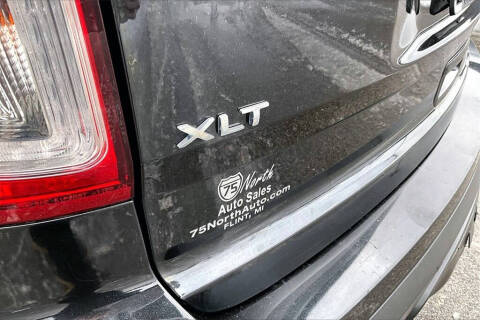 XLT
75 North
Auto Sales
75NorthAuto.com
FLINT, MI